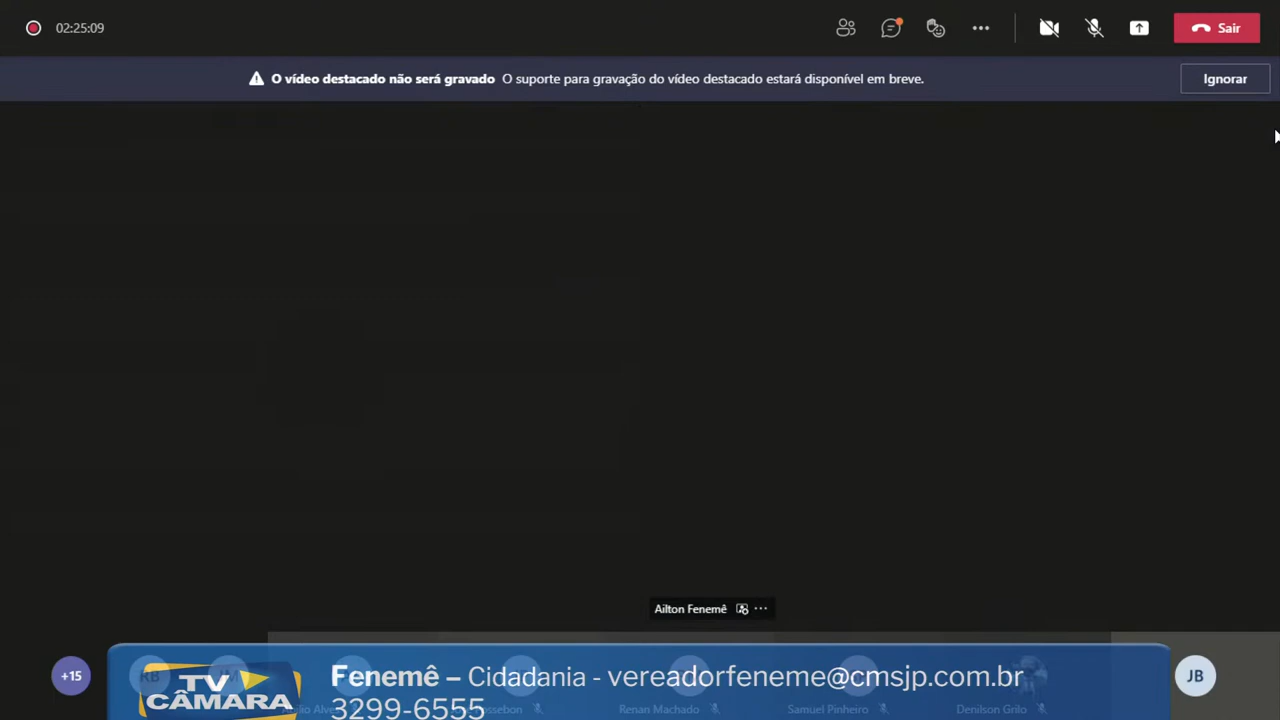 02:25:09
Sair
O vídeo destacado não será gravado O suporte para gravação do vídeo destacado estará disponível em breve.
Ignorar
Ailton Fenemê
+15
RB
JM
JB
TV
CÂMARA
Fenemê – Cidadania - vereadorfeneme@cmsjp.com.br
3299-6555
Renan Machado
Samuel Pinheiro
Denilson Grilo